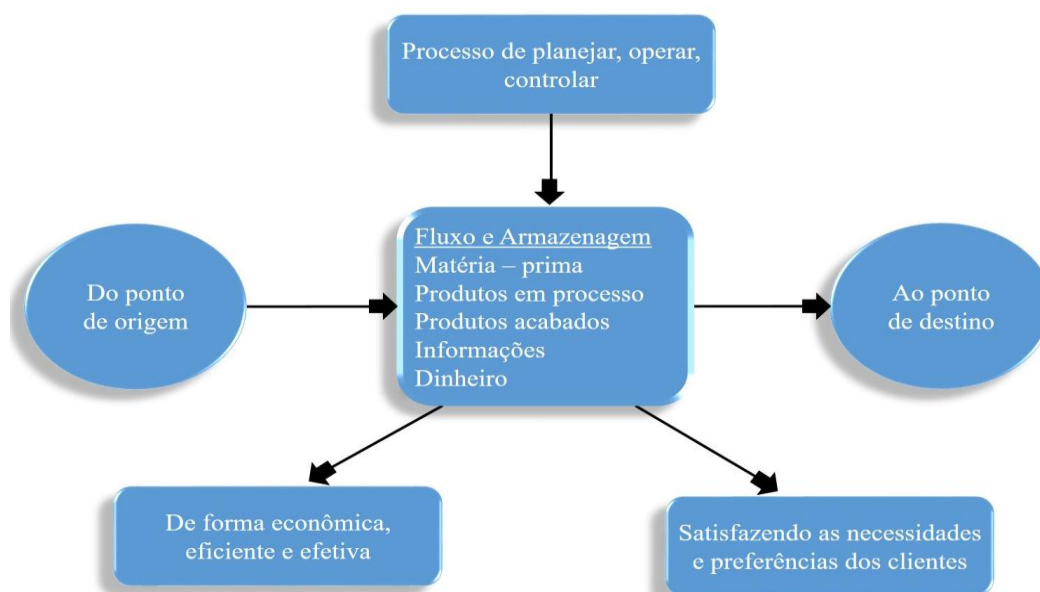 Processo de planejar, operar,
controlar
Do ponto
de origem
Fluxo e Armazenagem
Matéria – prima
Produtos em processo
Produtos acabados
Informações
Dinheiro
Ao ponto
de destino
De forma econômica,
eficiente e efetiva
Satisfazendo as necessidades
e preferências dos clientes